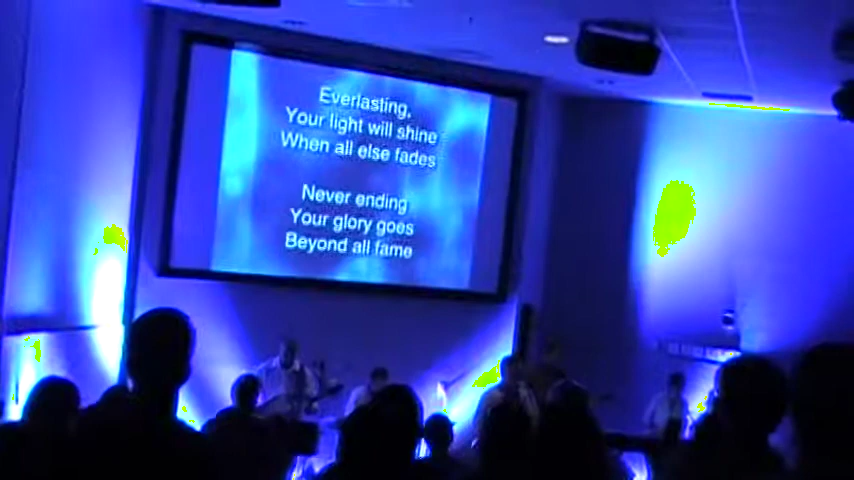 Everlasting,
Your light will shine
When all else fades
Never ending
Your glory goes
Beyond all fame